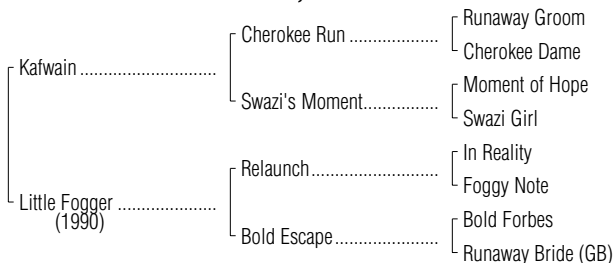 Runaway Groom
Cherokee Run ....................
Cherokee Dame
Kafwain ..............................
Moment of Hope
Swazi's Moment.................
Swazi Girl
In Reality
Relaunch............................
Foggy Note
Little Fogger .....................
(1990)
Bold Forbes
Bold Escape.......................
Runaway Bride (GB)